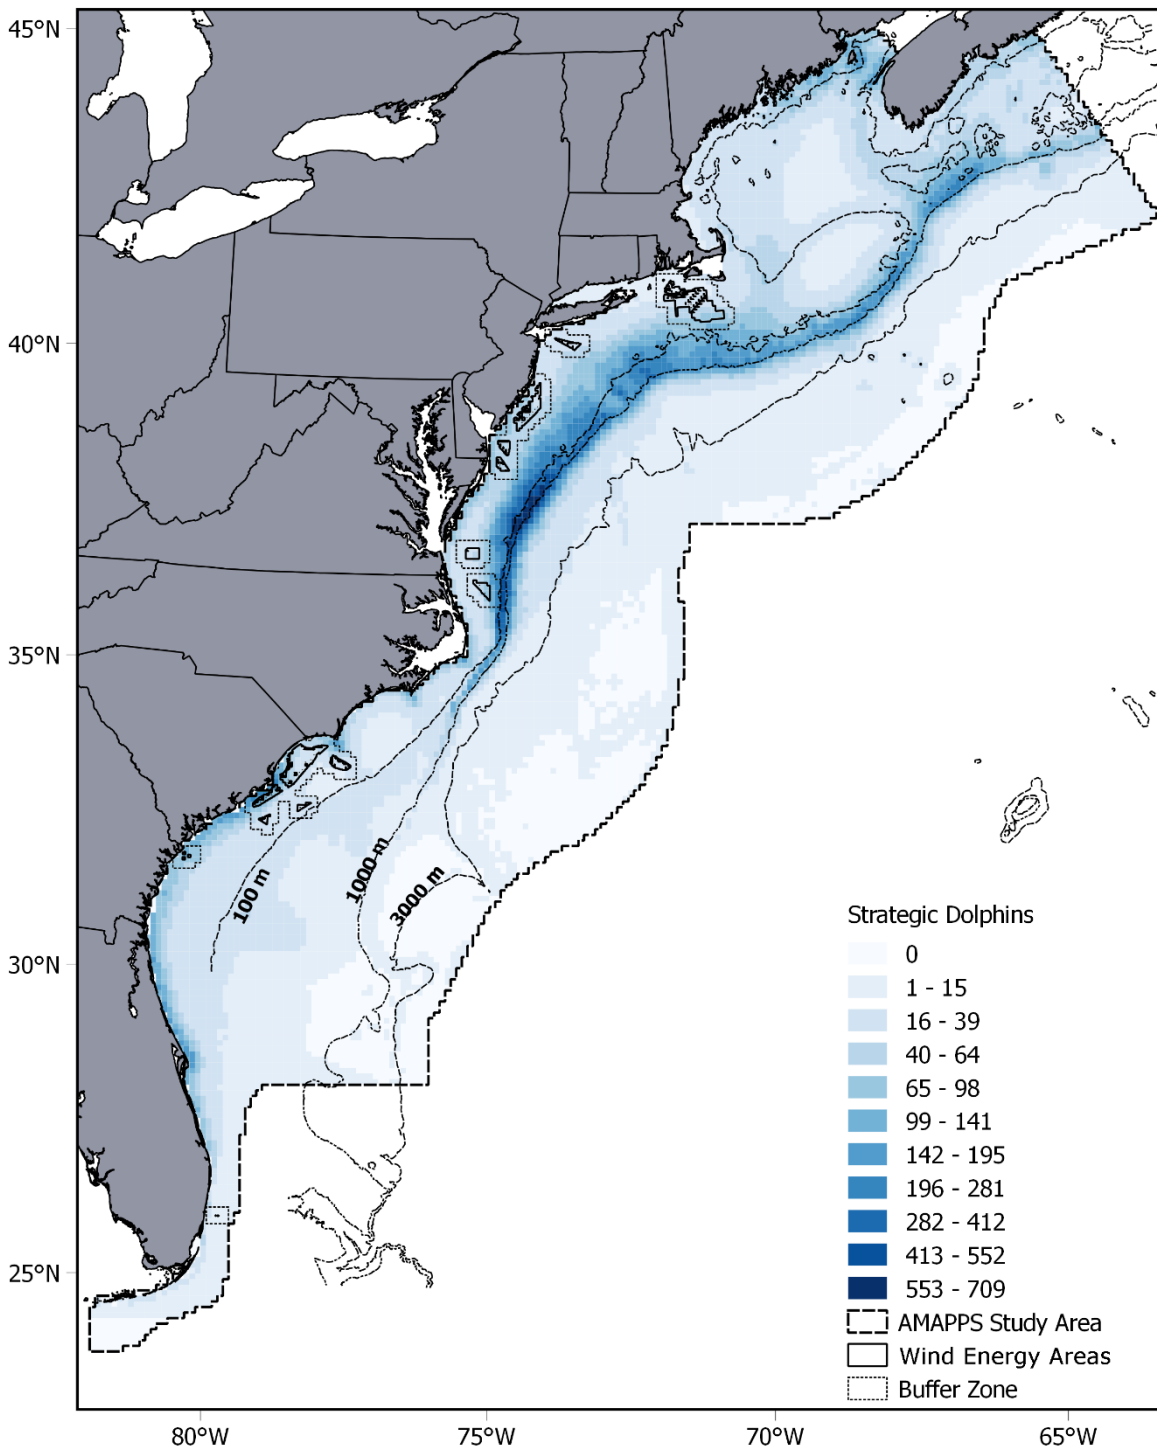 45°N
40°N
35°N
30°N
25°N
100 m
1000 m
3000 m
Strategic Dolphins
0
1 - 15
16 - 39
40 - 64
65 - 98
99 - 141
142 - 195
196 - 281
282 - 412
413 - 552
553 - 709
AMAPPS Study Area
Wind Energy Areas
Buffer Zone
80°W
75°W
70°W
65°W